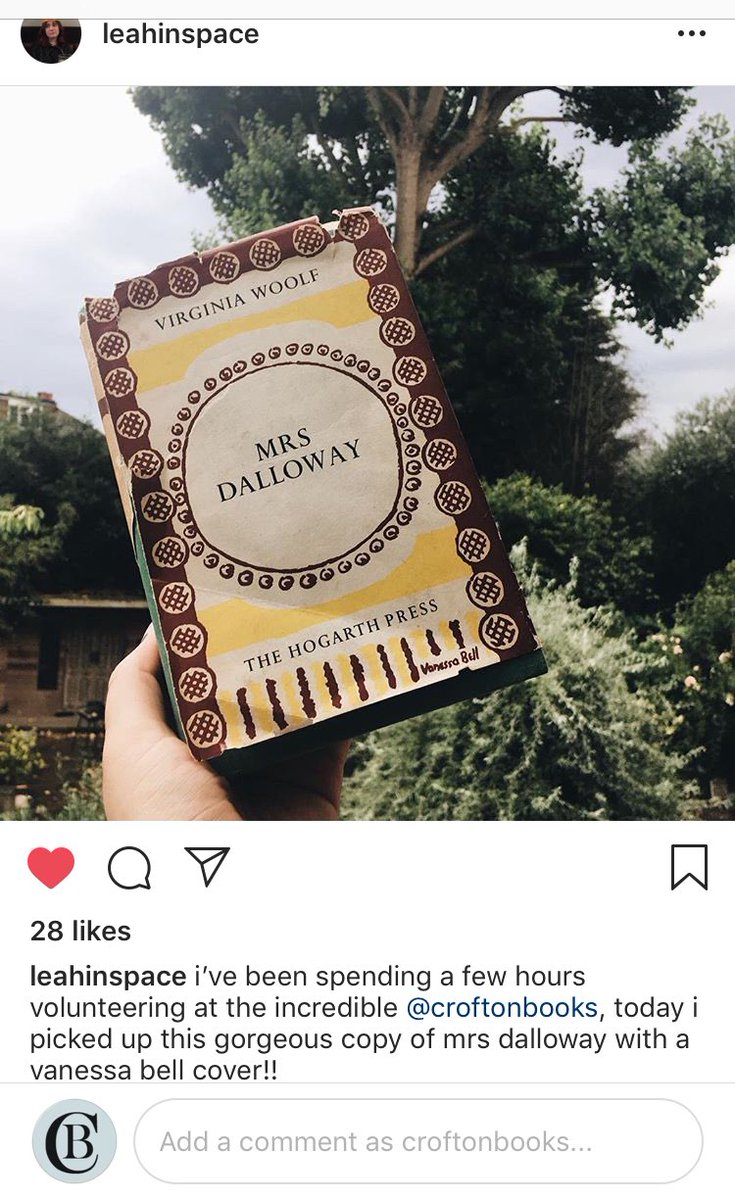 leahinspace
VIRGINIA WOOLF
MRS
DALLOWAY
THE HOGARTH PRESS
Vanessa Bell
28 likes
leahinspace i’ve been spending a few hours
volunteering at the incredible @croftonbooks, today i
picked up this gorgeous copy of mrs dalloway with a
vanessa bell cover!!
CB
Add a comment as croftonbooks...